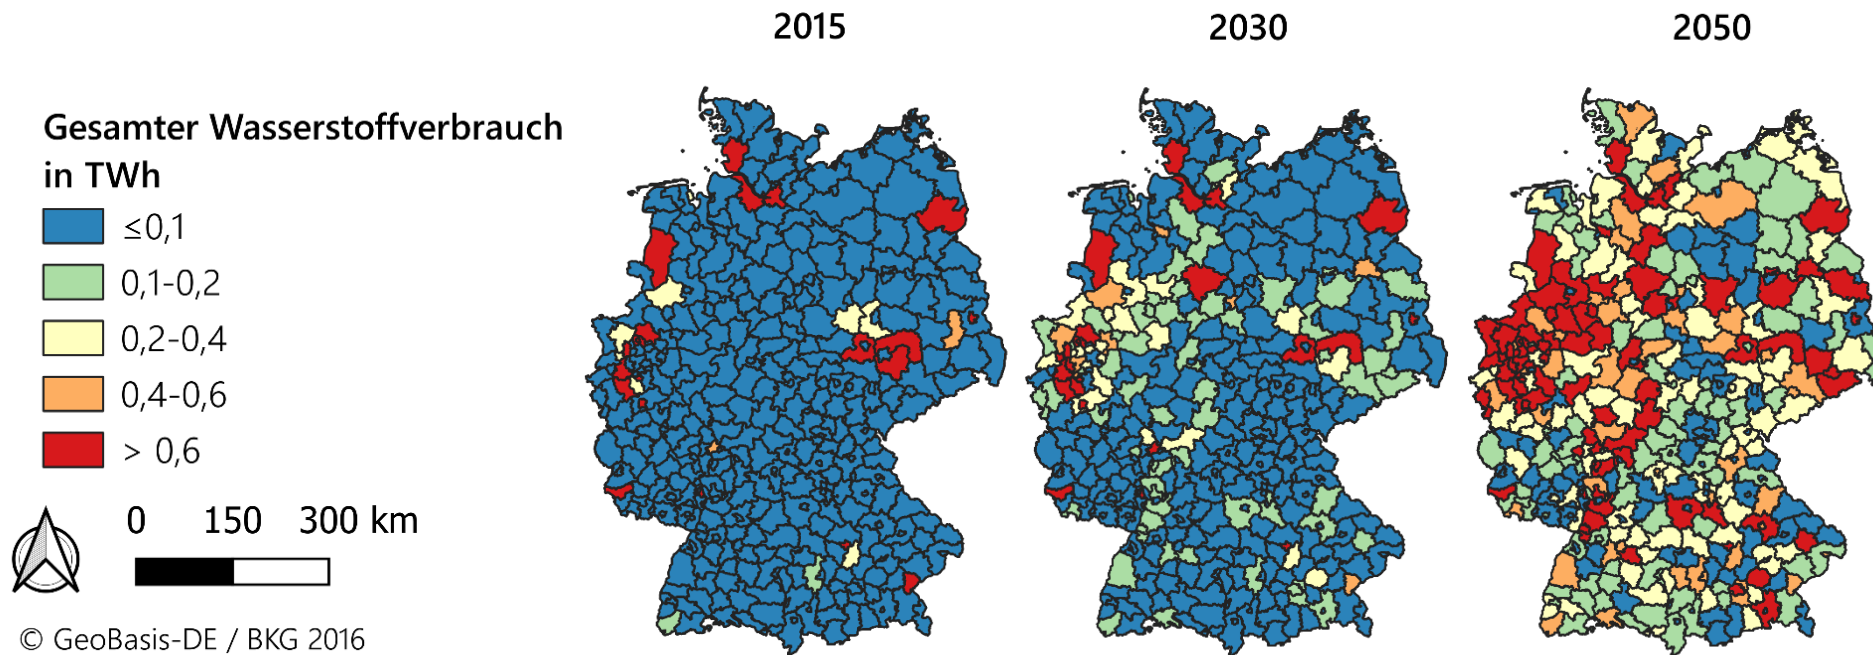 2015
2030
2050
Gesamter Wasserstoffverbrauch
in TWh
≤0,1
0,1-0,2
0,2-0,4
0,4-0,6
> 0,6
0 150 300 km
© GeoBasis-DE / BKG 2016